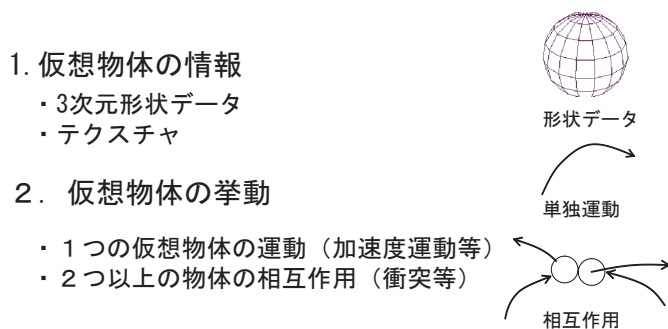 1. 仮想物体の情報
・3次元形状データ
・テクスチャ
形状データ
２． 仮想物体の挙動
単独運動
・１つの仮想物体の運動（加速度運動等）
・２つ以上の物体の相互作用（衝突等）
相互作用